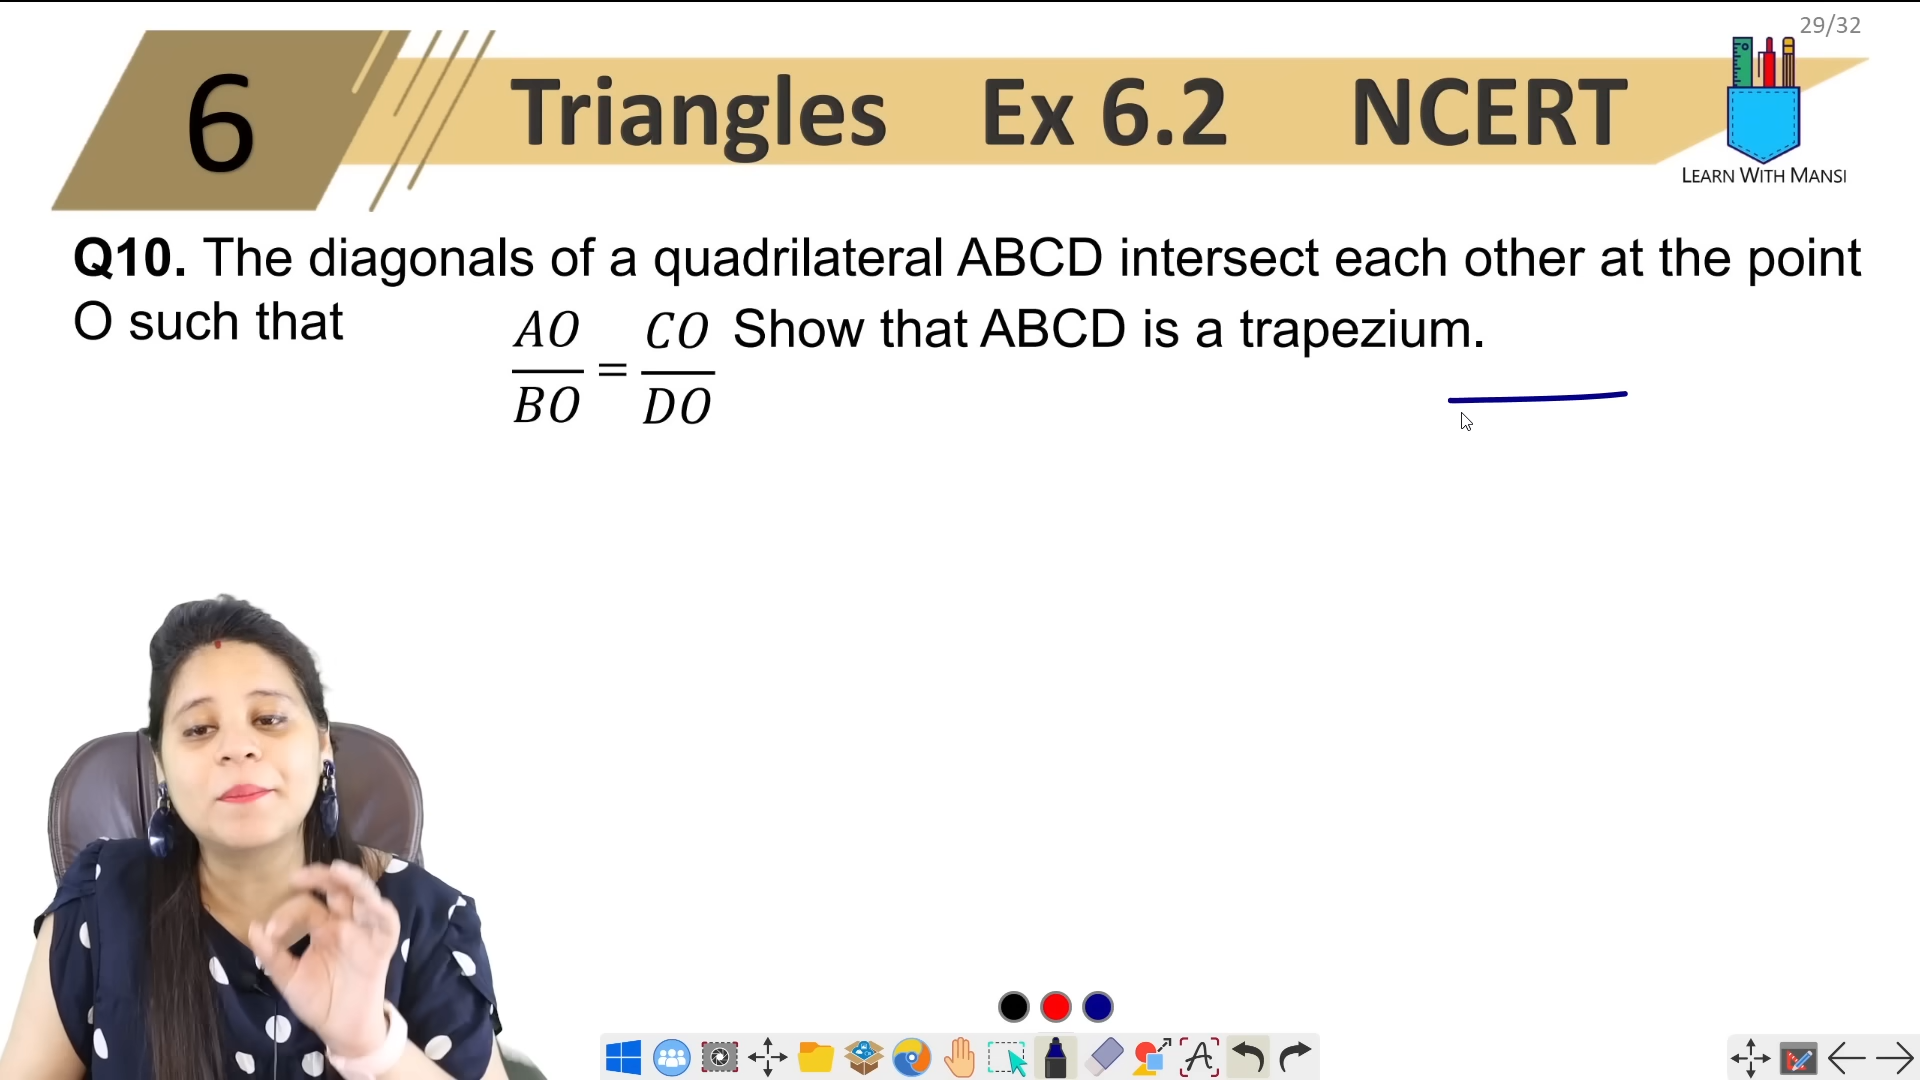 29/32
6
Triangles Ex 6.2 NCERT
LEARN WITH MANSI
Q10. The diagonals of a quadrilateral ABCD intersect each other at the point
O such that AO/BO = CO/DO Show that ABCD is a trapezium.